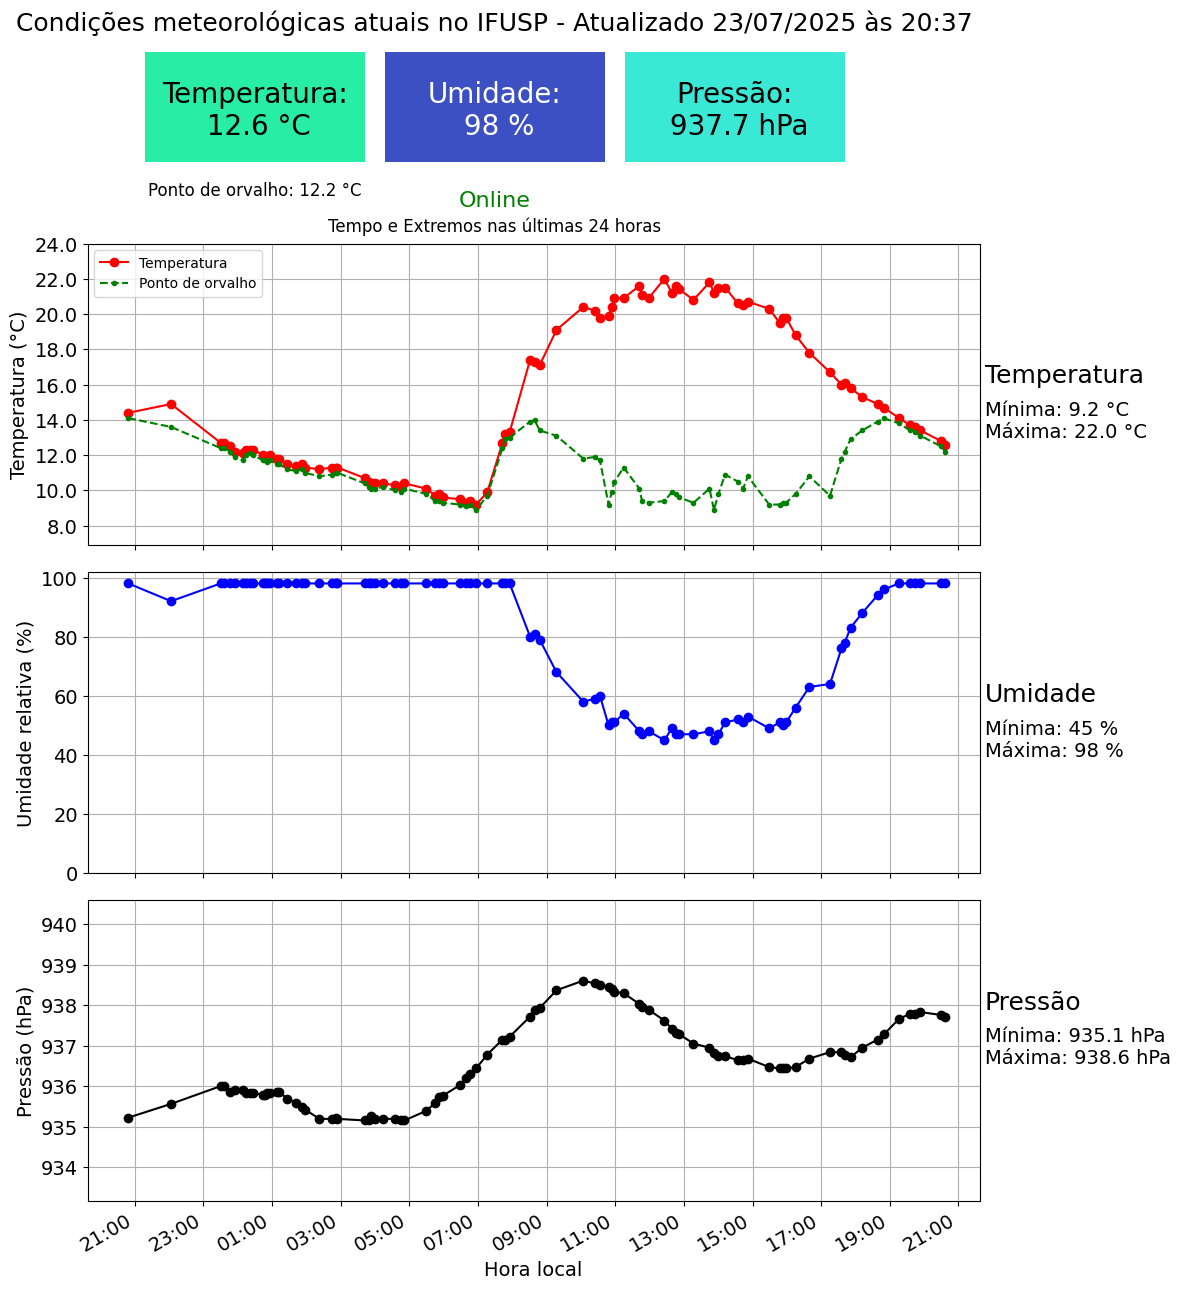 Condições meteorológicas atuais no IFUSP - Atualizado 23/07/2025 às 20:37
Temperatura:
12.6 °C
Umidade:
98 %
Pressão:
937.7 hPa
Ponto de orvalho: 12.2 °C
Online
Tempo e Extremos nas últimas 24 horas
Temperatura (°C)
24.0
22.0
20.0
18.0
16.0
14.0
12.0
10.0
8.0
Temperatura
Ponto de orvalho
Temperatura
Mínima: 9.2 °C
Máxima: 22.0 °C
Umidade relativa (%)
100
80
60
40
20
0
Umidade
Mínima: 45 %
Máxima: 98 %
Pressão (hPa)
940
939
938
937
936
935
934
Pressão
Mínima: 935.1 hPa
Máxima: 938.6 hPa
21:00 23:00 01:00 03:00 05:00 07:00 09:00 11:00 13:00 15:00 17:00 19:00 21:00
Hora local